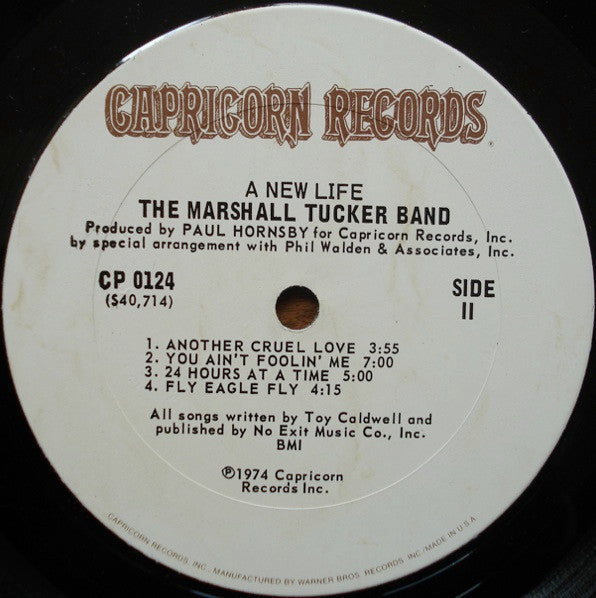 CAPRICORN RECORDS
A NEW LIFE
THE MARSHALL TUCKER BAND
Produced by PAUL HORNSBY for Capricorn Records, Inc.
by special arrangement with Phil Walden & Associates, Inc.
CP 0124
(S40,714)
SIDE
II
1. ANOTHER CRUEL LOVE 3:55
2. YOU AIN'T FOOLIN' ME 7:00
3. 24 HOURS AT A TIME 5:00
4. FLY EAGLE FLY 4:15
All songs written by Toy Caldwell and
published by No Exit Music Co., Inc.
BMI
℗1974 Capricorn
Records Inc.
CAPRICORN RECORDS, INC. MANUFACTURED BY WARNER BROS. RECORDS INC./MADE IN U.S.A